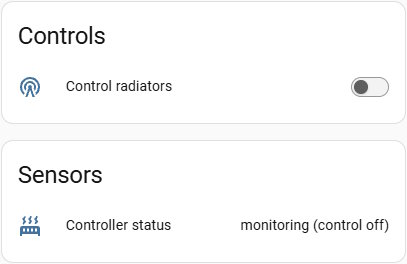 Controls
Control radiators
Sensors
Controller status monitoring (control off)